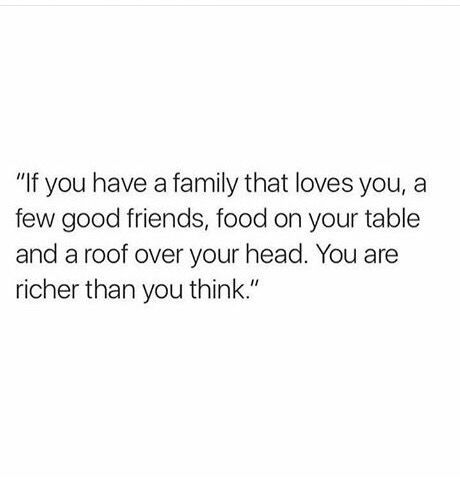 "If you have a family that loves you, a
few good friends, food on your table
and a roof over your head. You are
richer than you think."